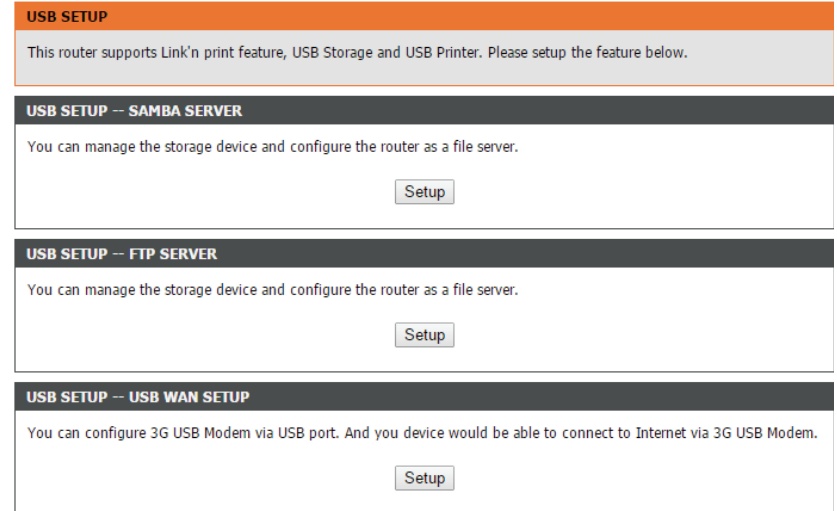 USB SETUP
This router supports Link'n print feature, USB Storage and USB Printer. Please setup the feature below.
USB SETUP -- SAMBA SERVER
You can manage the storage device and configure the router as a file server.
Setup
USB SETUP -- FTP SERVER
You can manage the storage device and configure the router as a file server.
Setup
USB SETUP -- USB WAN SETUP
You can configure 3G USB Modem via USB port. And you device would be able to connect to Internet via 3G USB Modem.
Setup